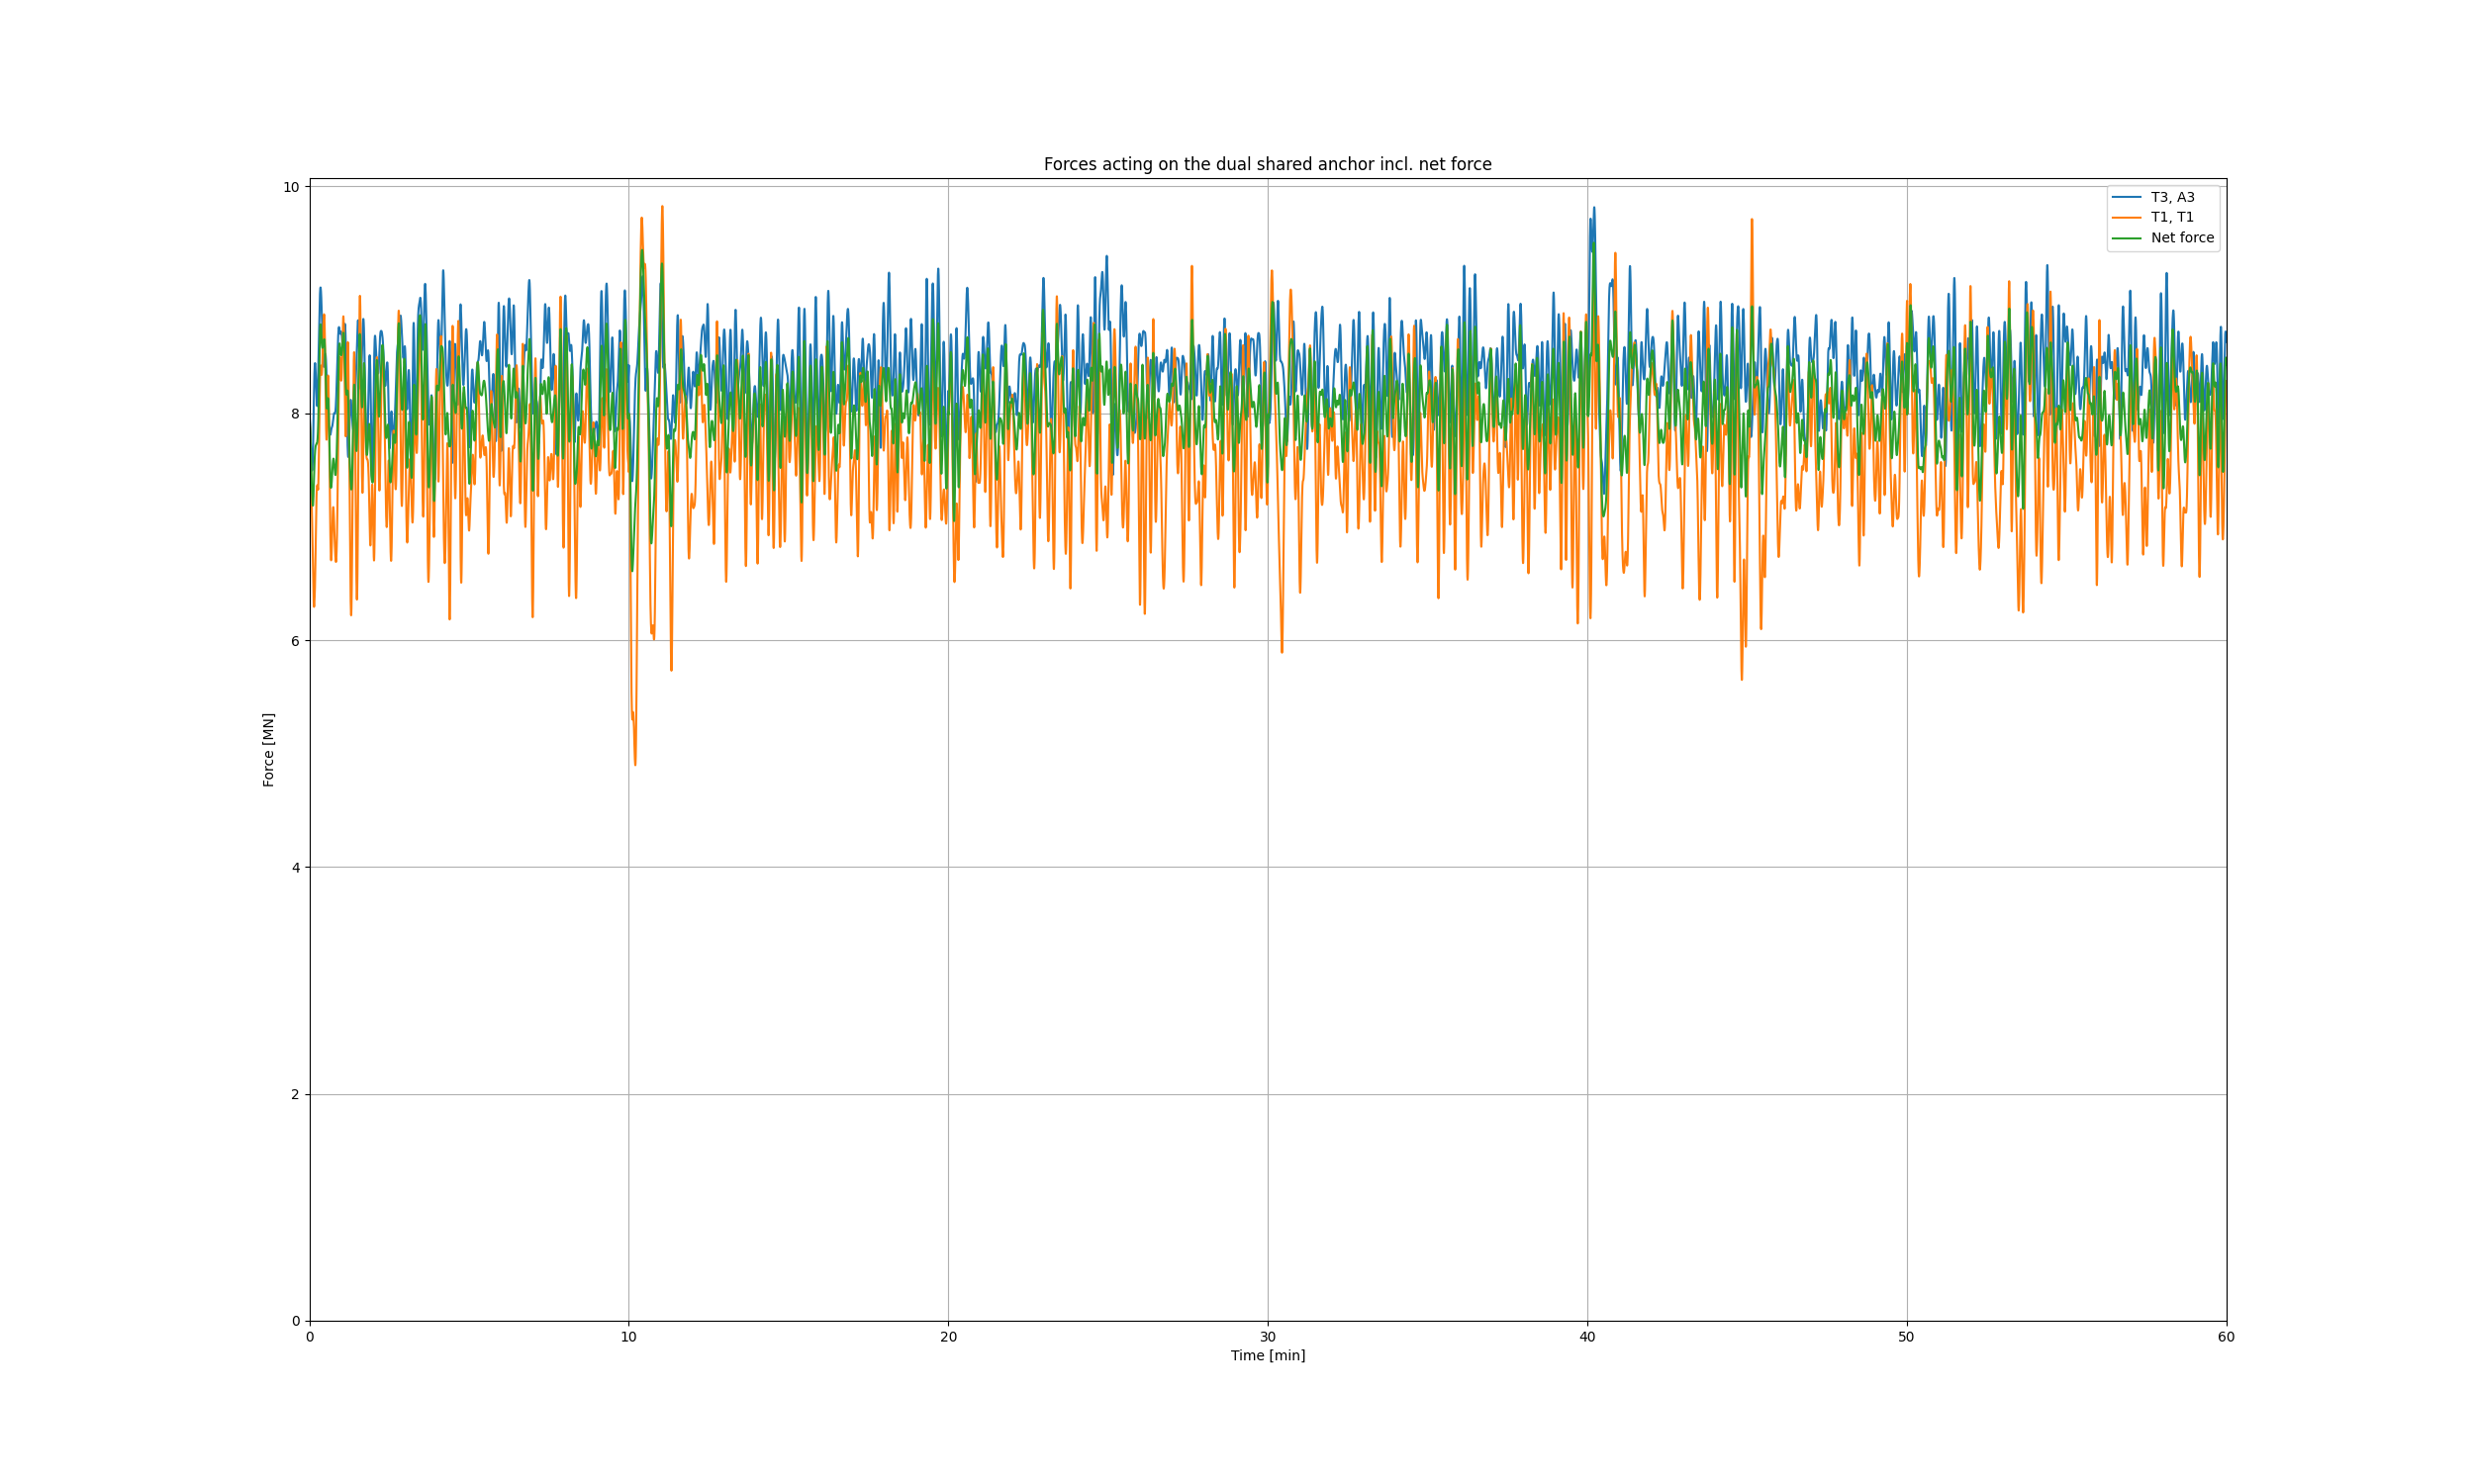 Forces acting on the dual shared anchor incl. net force
T3, A3
T1, T1
Net force
Force [MN]
10
8
6
4
2
0
0 10 20 30 40 50 60
Time [min]